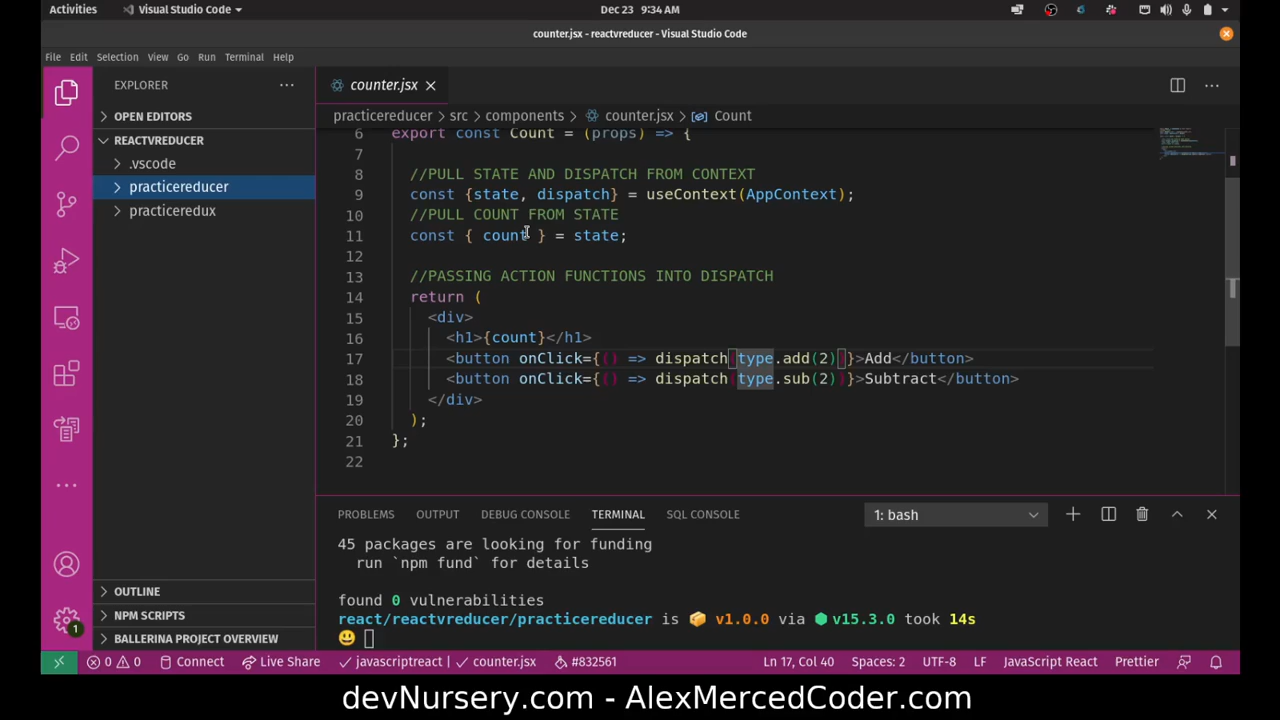 Activities
Visual Studio Code
Dec 23 9:34 AM
counter.jsx - reactvreducer - Visual Studio Code
File Edit Selection View Go Run Terminal Help
EXPLORER
OPEN EDITORS
REACTVREDUCER
.vscode
practicereducer
practiceredux
OUTLINE
NPM SCRIPTS
BALLERINA PROJECT OVERVIEW
1
counter.jsx
practicereducer > src > components > counter.jsx > Count
6 export const Count = (props) => {
7
8 //PULL STATE AND DISPATCH FROM CONTEXT
9 const {state, dispatch} = useContext(AppContext);
10 //PULL COUNT FROM STATE
11 const { count } = state;
12
13 //PASSING ACTION FUNCTIONS INTO DISPATCH
14 return (
15 <div>
16 <h1>{count}</h1>
17 <button onClick={() => dispatch(type.add(2))}>Add</button>
18 <button onClick={() => dispatch(type.sub(2))}>Subtract</button>
19 </div>
20 );
21 };
22
PROBLEMS OUTPUT DEBUG CONSOLE TERMINAL SQL CONSOLE 1: bash
45 packages are looking for funding
run `npm fund` for details
found 0 vulnerabilities
react/reactvreducer/practicereducer is 📦 v1.0.0 via ⬢ v15.3.0 took 14s
😃
0 0 Connect Live Share javascriptreact | counter.jsx #832561 Ln 17, Col 40 Spaces: 2 UTF-8 LF JavaScript React Prettier
devNursery.com - AlexMercedCoder.com